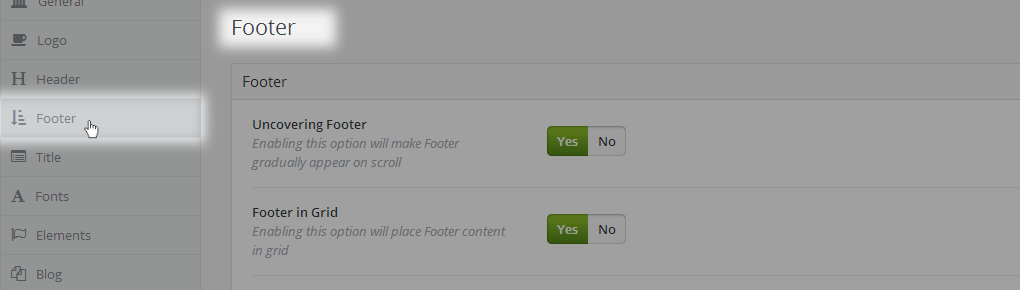 General
Logo
Header
Footer
Title
Fonts
Elements
Blog
Footer
Footer
Uncovering Footer
Enabling this option will make Footer
gradually appear on scroll
Yes No
Footer in Grid
Enabling this option will place Footer content
in grid
Yes No